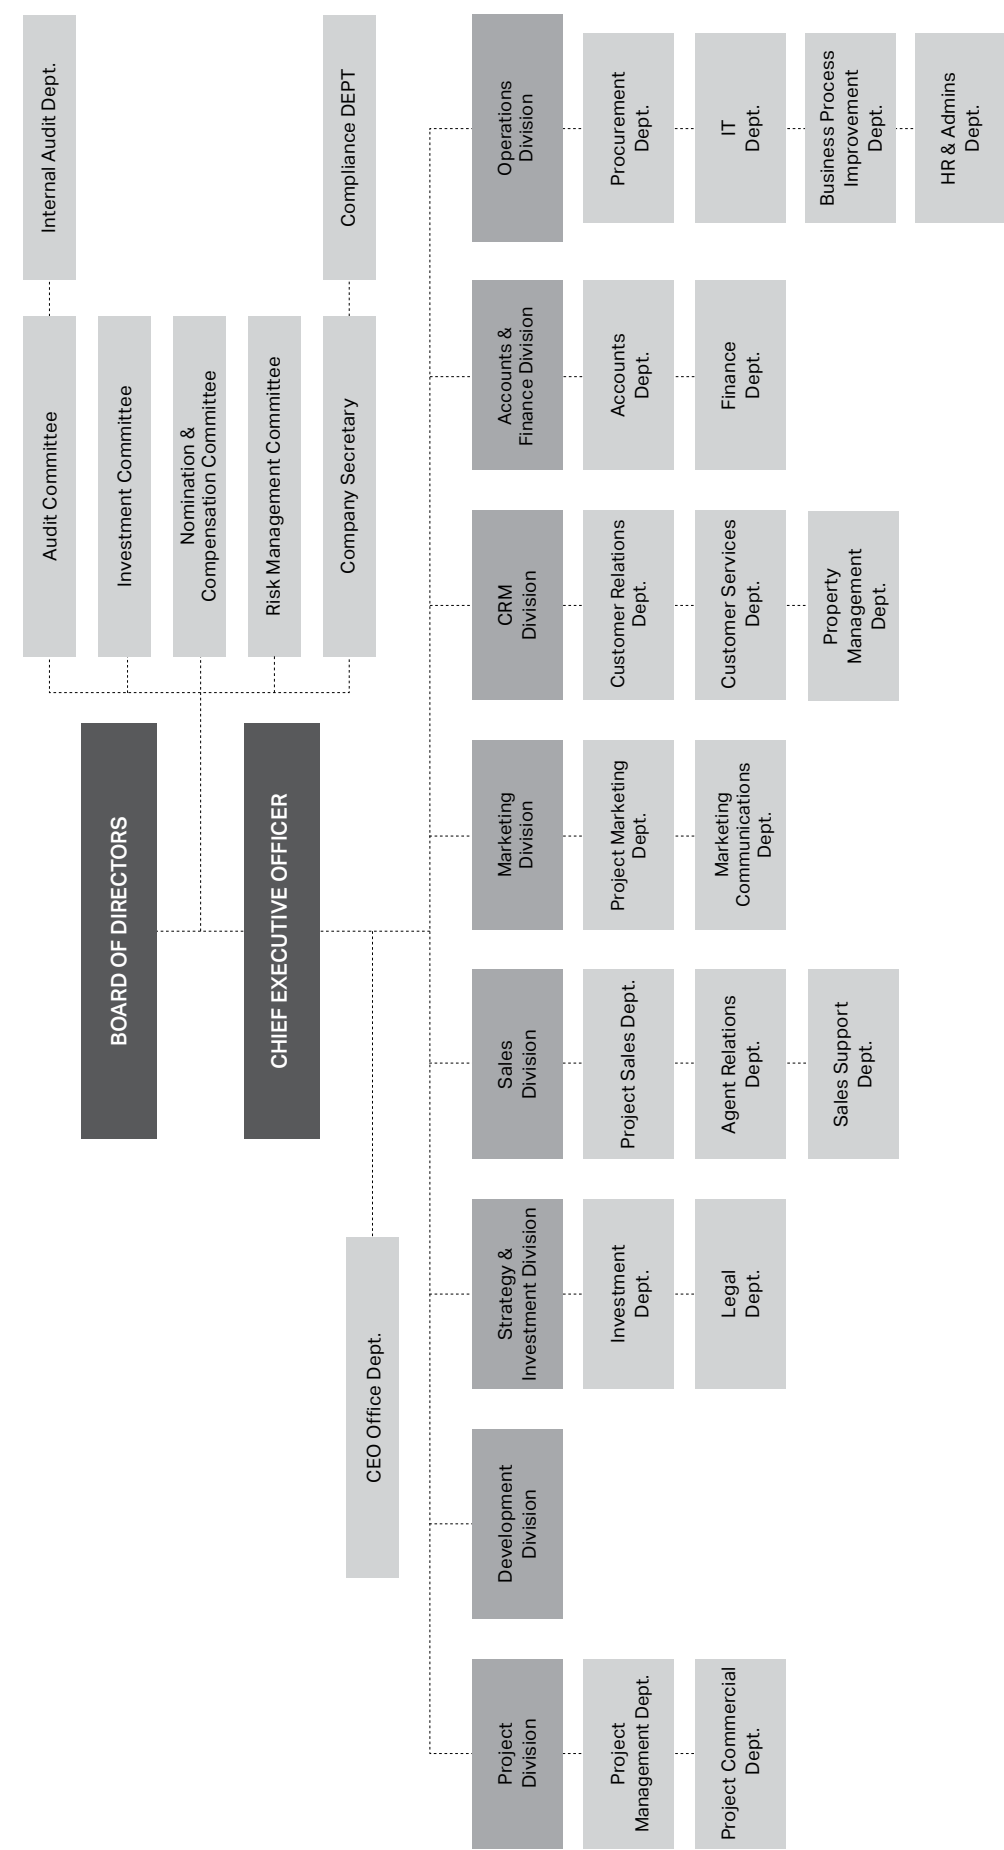 BOARD OF DIRECTORS
Audit Committee
Internal Audit Dept.
Investment Committee
Nomination &
Compensation Committee
Risk Management Committee
Company Secretary
Compliance DEPT
CHIEF EXECUTIVE OFFICER
CEO Office Dept.
Project
Division
Project
Management Dept.
Project Commercial
Dept.
Development
Division
Strategy &
Investment Division
Investment
Dept.
Legal
Dept.
Sales
Division
Project Sales Dept.
Agent Relations
Dept.
Sales Support
Dept.
Marketing
Division
Project Marketing
Dept.
Marketing
Communications
Dept.
CRM
Division
Customer Relations
Dept.
Customer Services
Dept.
Property
Management
Dept.
Accounts &
Finance Division
Accounts
Dept.
Finance
Dept.
Operations
Division
Procurement
Dept.
IT
Dept.
Business Process
Improvement
Dept.
HR & Admins
Dept.